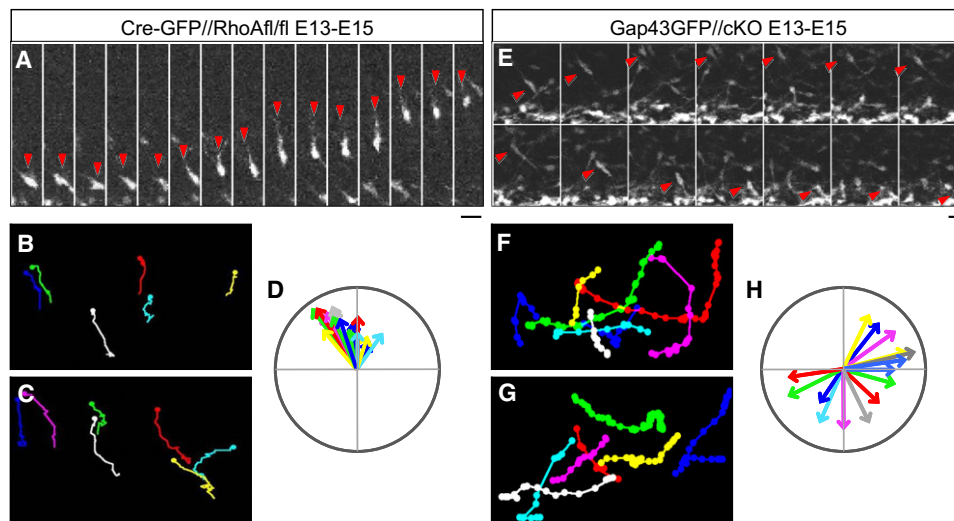 Cre-GFP//RhoAfl/fl E13-E15
Gap43GFP//cKO E13-E15
A
E
B
D
F
H
C
G